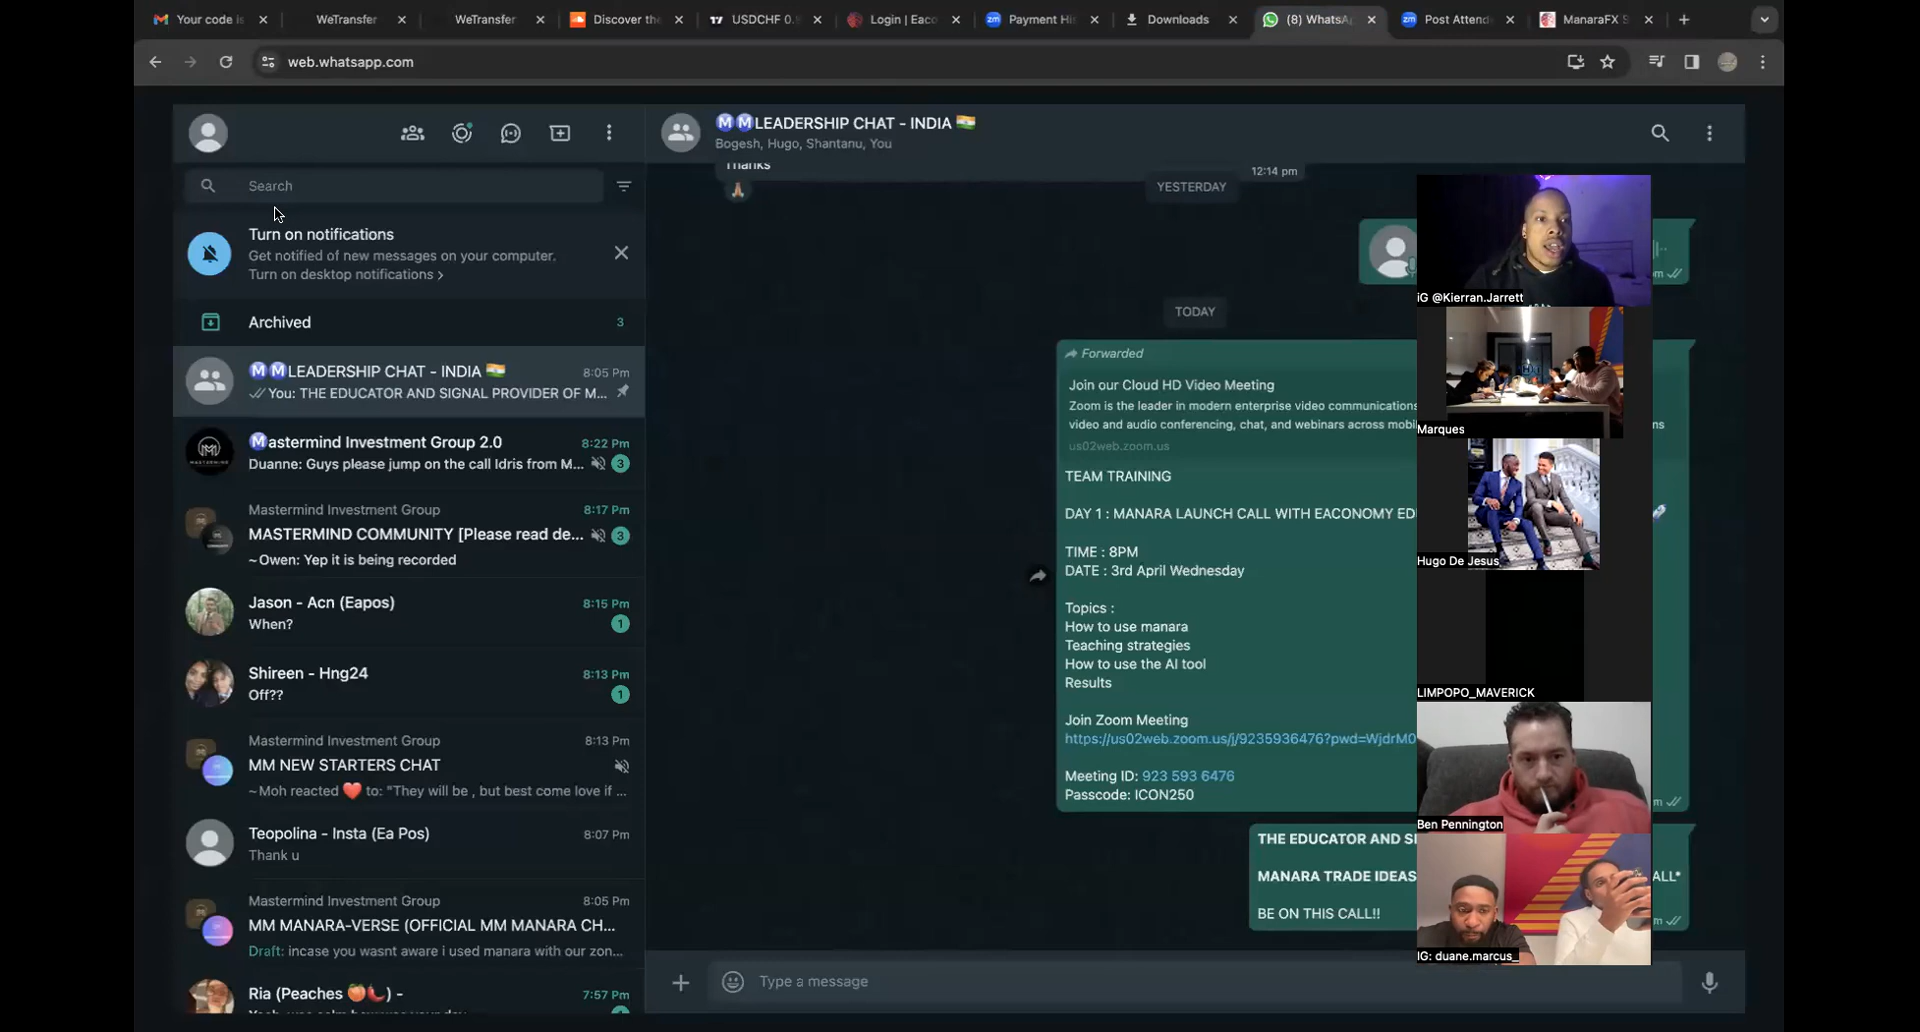 Your code is
WeTransfer
WeTransfer
Discover the
USDCHF 0.
Login | Eaco
Payment Hi
Downloads
(8) WhatsA
Post Attend
ManaraFX S
web.whatsapp.com
Search
Turn on notifications
Get notified of new messages on your computer.
Turn on desktop notifications >
Archived
3
ⓂⓂLEADERSHIP CHAT - INDIA 🇮🇳
8:05 pm
You: THE EDUCATOR AND SIGNAL PROVIDER OF M...
Ⓜastermind Investment Group 2.0
8:22 Pm
Duanne: Guys please jump on the call Idris from M...
3
Mastermind Investment Group
8:17 Pm
MASTERMIND COMMUNITY [Please read de...
3
~Owen: Yep it is being recorded
Jason - Acn (Eapos)
8:15 Pm
When?
1
Shireen - Hng24
8:13 Pm
Off??
1
Mastermind Investment Group
8:13 Pm
MM NEW STARTERS CHAT
~Moh reacted ❤️ to: "They will be , but best come love if ...
Teopolina - Insta (Ea Pos)
8:07 Pm
Thank u
Mastermind Investment Group
8:05 Pm
MM MANARA-VERSE (OFFICIAL MM MANARA CH...
Draft: incase you wasnt aware i used manara with our zon...
Ria (Peaches 🍑🌶️) -
7:57 Pm
ⓂⓂLEADERSHIP CHAT - INDIA 🇮🇳
Bogesh, Hugo, Shantanu, You
Thanks
12:14 pm
YESTERDAY
TODAY
Forwarded
Join our Cloud HD Video Meeting
Zoom is the leader in modern enterprise video communications
video and audio conferencing, chat, and webinars across mobi
us02web.zoom.us
TEAM TRAINING
DAY 1 : MANARA LAUNCH CALL WITH EACONOMY ED
TIME : 8PM
DATE : 3rd April Wednesday
Topics :
How to use manara
Teaching strategies
How to use the AI tool
Results
Join Zoom Meeting
https://us02web.zoom.us/j/9235936476?pwd=WjdrM0
Meeting ID: 923 593 6476
Passcode: ICON250
THE EDUCATOR AND SI
MANARA TRADE IDEAS
ALL*
BE ON THIS CALL!!
Type a message
iG @Kierran.Jarrett
Marques
Hugo De Jesus
LIMPOPO_MAVERICK
Ben Pennington
IG: duane.marcus_